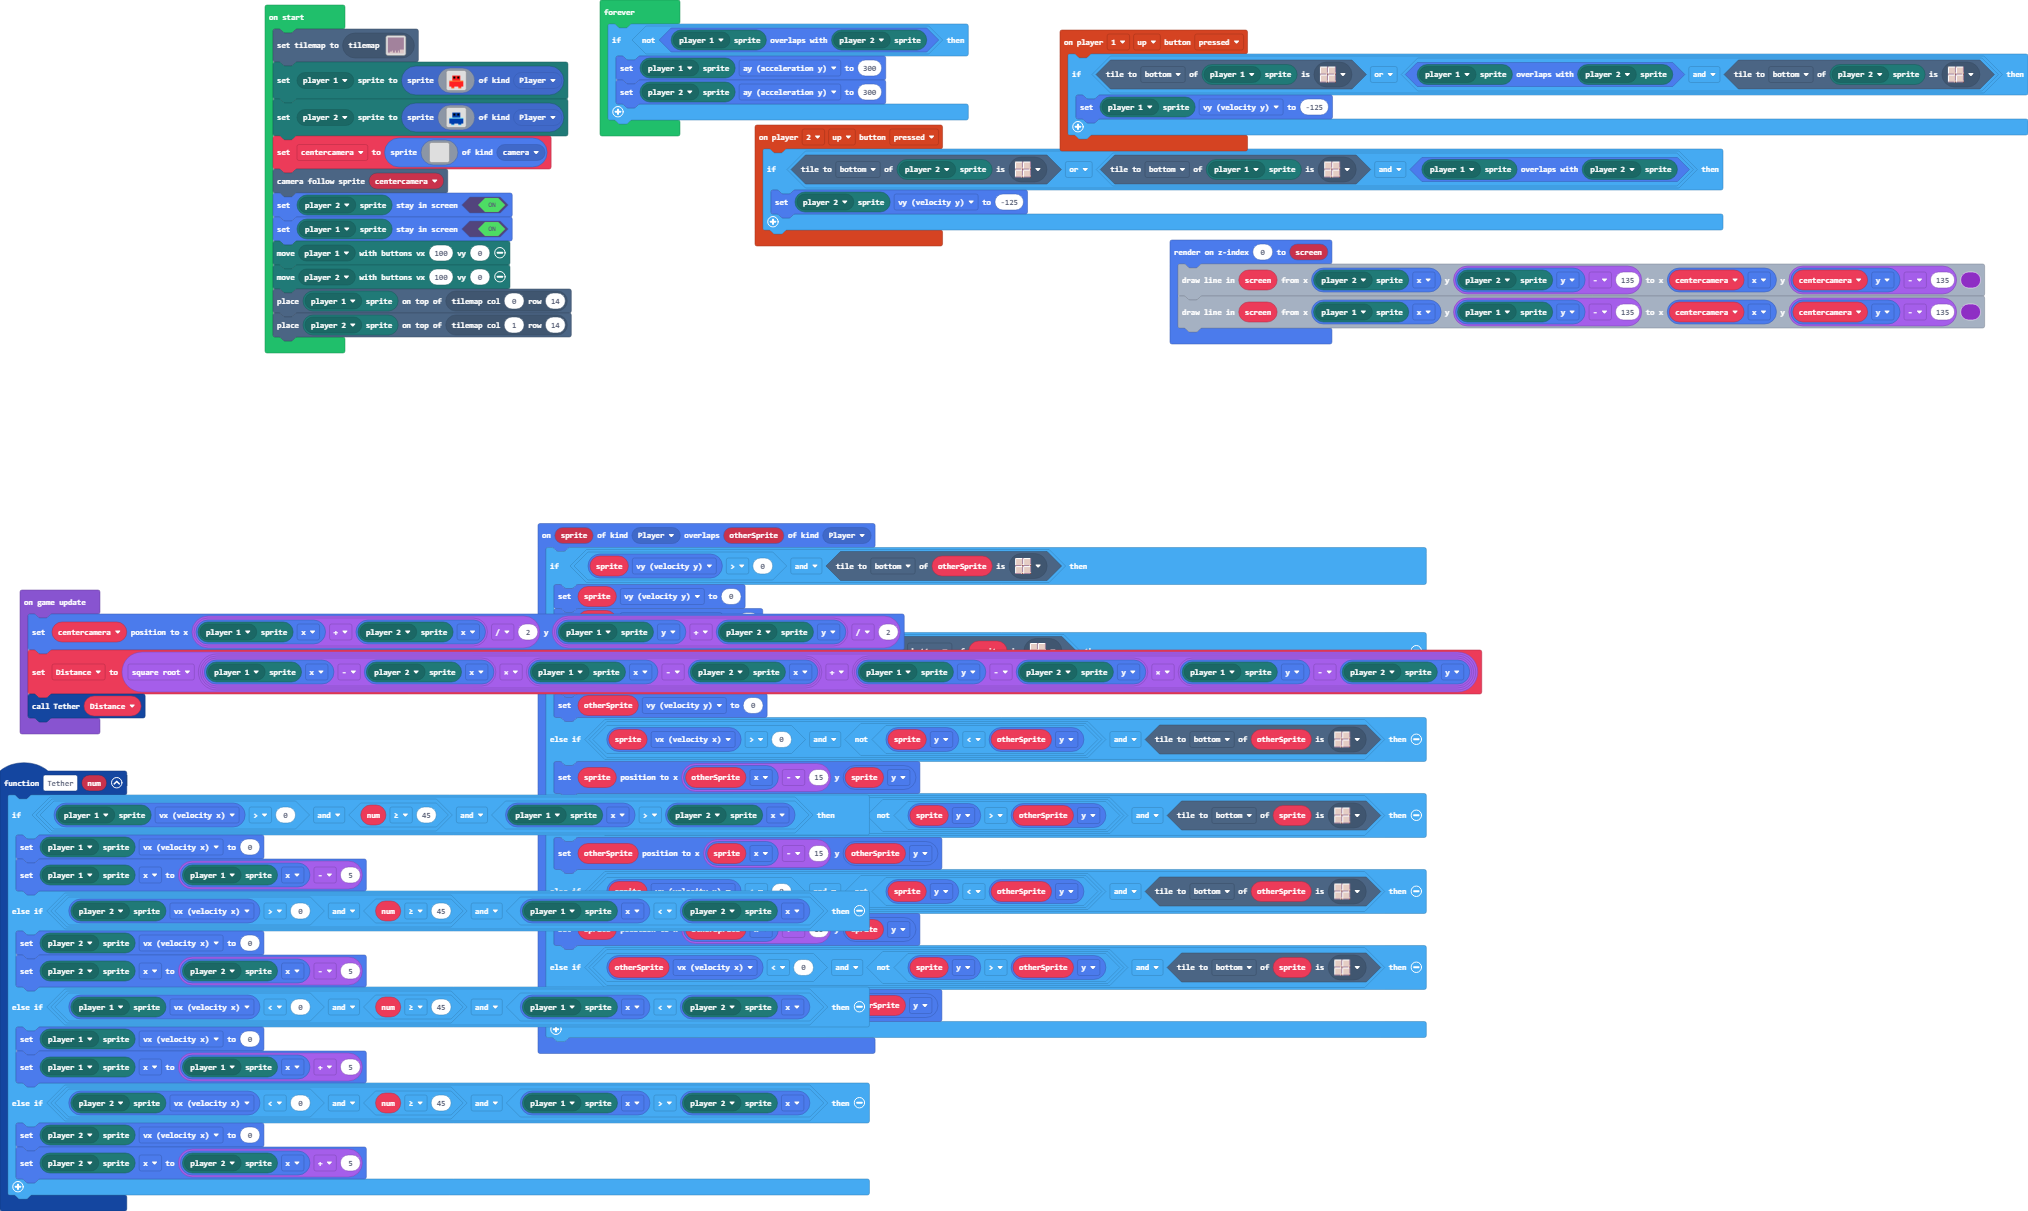 on start
set tilemap to tilemap
set player 1 sprite to sprite of kind Player
set player 2 sprite to sprite of kind Player
set centercamera to sprite of kind camera
camera follow sprite centercamera
set player 2 sprite stay in screen ON
set player 1 sprite stay in screen ON
move player 1 with buttons vx 100 vy 0
move player 2 with buttons vx 100 vy 0
place player 1 sprite on top of tilemap col 0 row 14
place player 2 sprite on top of tilemap col 1 row 14
forever
if not player 1 sprite overlaps with player 2 sprite then
set player 1 sprite ay (acceleration y) to 300
set player 2 sprite ay (acceleration y) to 300
on player 2 up button pressed
if tile to bottom of player 2 sprite is or tile to bottom of player 1 sprite is and player 1 sprite overlaps with player 2 sprite then
set player 2 sprite vy (velocity y) to -125
on player 1 up button pressed
if tile to bottom of player 1 sprite is or player 1 sprite overlaps with player 2 sprite and tile to bottom of player 2 sprite is then
set player 1 sprite vy (velocity y) to -125
render on z-index 0 to screen
draw line in screen from x player 2 sprite x y player 2 sprite y - 135 to x centercamera x y centercamera y - 135
draw line in screen from x player 1 sprite x y player 1 sprite y - 135 to x centercamera x y centercamera y - 135
on sprite of kind Player overlaps otherSprite of kind Player
if sprite vy (velocity y) > 0 and tile to bottom of otherSprite is then
set sprite vy (velocity y) to 0
set otherSprite vy (velocity y) to 0
else if sprite vx (velocity x) > 0 and not sprite y < otherSprite y and tile to bottom of otherSprite is then
set sprite position to x otherSprite x - 15 y sprite y
not sprite y > otherSprite y and tile to bottom of sprite is then
set otherSprite position to x sprite x - 15 y otherSprite y
sprite y < otherSprite y and tile to bottom of otherSprite is then
else if otherSprite vx (velocity x) < 0 and not sprite y > otherSprite y and tile to bottom of sprite is then
y
on game update
set centercamera position to x player 1 sprite x + player 2 sprite x / 2 y player 1 sprite y + player 2 sprite y / 2
set Distance to square root player 1 sprite x - player 2 sprite x × player 1 sprite x - player 2 sprite x + player 1 sprite y - player 2 sprite y × player 1 sprite y - player 2 sprite y
call Tether Distance
function Tether num
if player 1 sprite vx (velocity x) > 0 and num ≥ 45 and player 1 sprite x > player 2 sprite x then
set player 1 sprite vx (velocity x) to 0
set player 1 sprite x to player 1 sprite x - 5
else if player 2 sprite vx (velocity x) > 0 and num ≥ 45 and player 1 sprite x < player 2 sprite x then
set player 2 sprite vx (velocity x) to 0
set player 2 sprite x to player 2 sprite x - 5
else if player 1 sprite vx (velocity x) < 0 and num ≥ 45 and player 1 sprite x < player 2 sprite x then
set player 1 sprite vx (velocity x) to 0
set player 1 sprite x to player 1 sprite x + 5
else if player 2 sprite vx (velocity x) < 0 and num ≥ 45 and player 1 sprite x > player 2 sprite x then
set player 2 sprite vx (velocity x) to 0
set player 2 sprite x to player 2 sprite x + 5